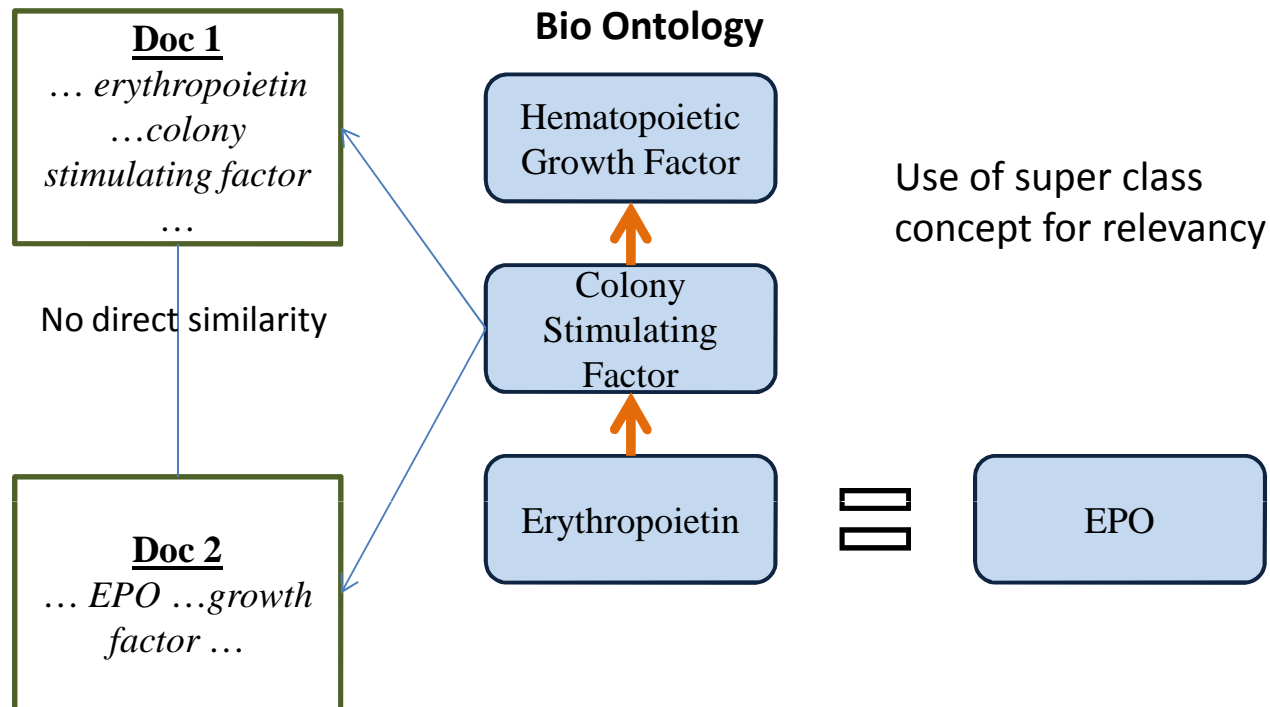 Doc 1
… erythropoietin
…colony
stimulating factor
…
No direct similarity
Doc 2
… EPO …growth
factor …
Bio Ontology
Hematopoietic
Growth Factor
Colony
Stimulating
Factor
Erythropoietin
EPO
Use of super class
concept for relevancy